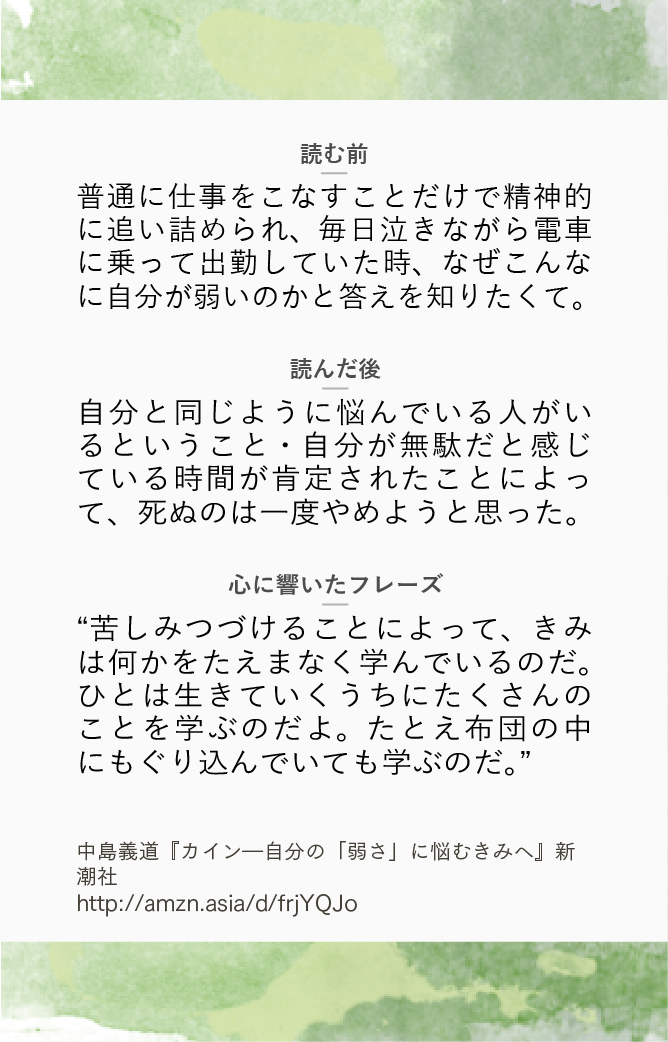 読む前
普通に仕事をこなすことだけで精神的
に追い詰められ、毎日泣きながら電車
に乗って出勤していた時、なぜこんな
に自分が弱いのかと答えを知りたくて。
読んだ後
自分と同じように悩んでいる人がい
るということ・自分が無駄だと感じ
ている時間が肯定されたことによっ
て、死ぬのは一度やめようと思った。
心に響いたフレーズ
“苦しみつづけることによって、きみ
は何かをたえまなく学んでいるのだ。
ひとは生きていくうちにたくさんの
ことを学ぶのだよ。たとえ布団の中
にもぐり込んでいても学ぶのだ。”
中島義道『カイン―自分の「弱さ」に悩むきみへ』新
潮社
http://amzn.asia/d/frjYQJo